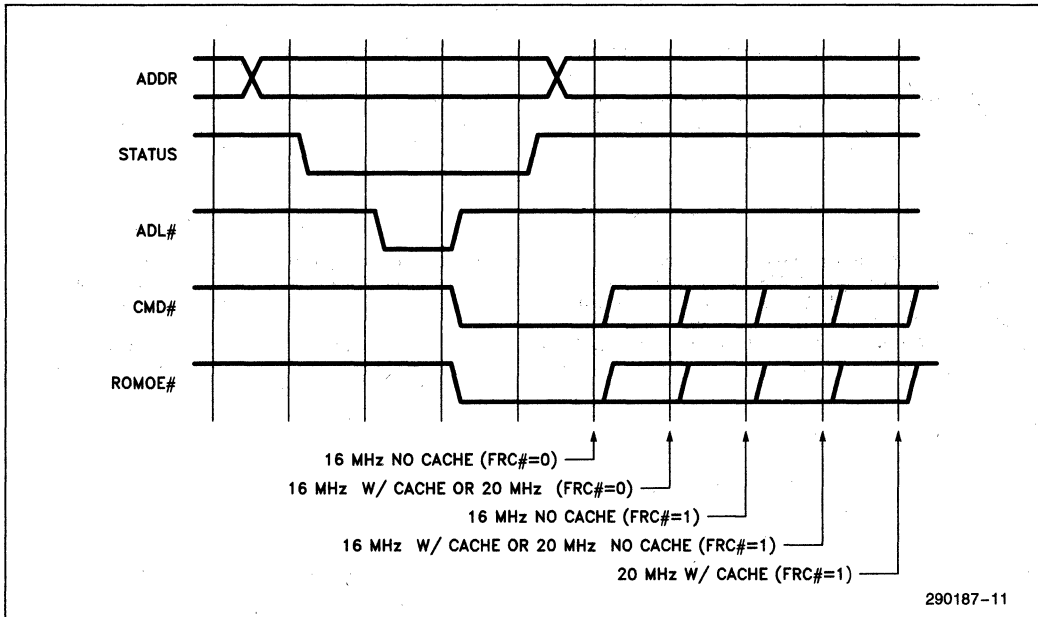 ADDR
STATUS
ADL#
CMD#
ROMOE#
16 MHz NO CACHE (FRC#=0)
16 MHz W/ CACHE OR 20 MHz (FRC#=0)
16 MHz NO CACHE (FRC#=1)
16 MHz W/ CACHE OR 20 MHz NO CACHE (FRC#=1)
20 MHz W/ CACHE (FRC#=1)
290187-11